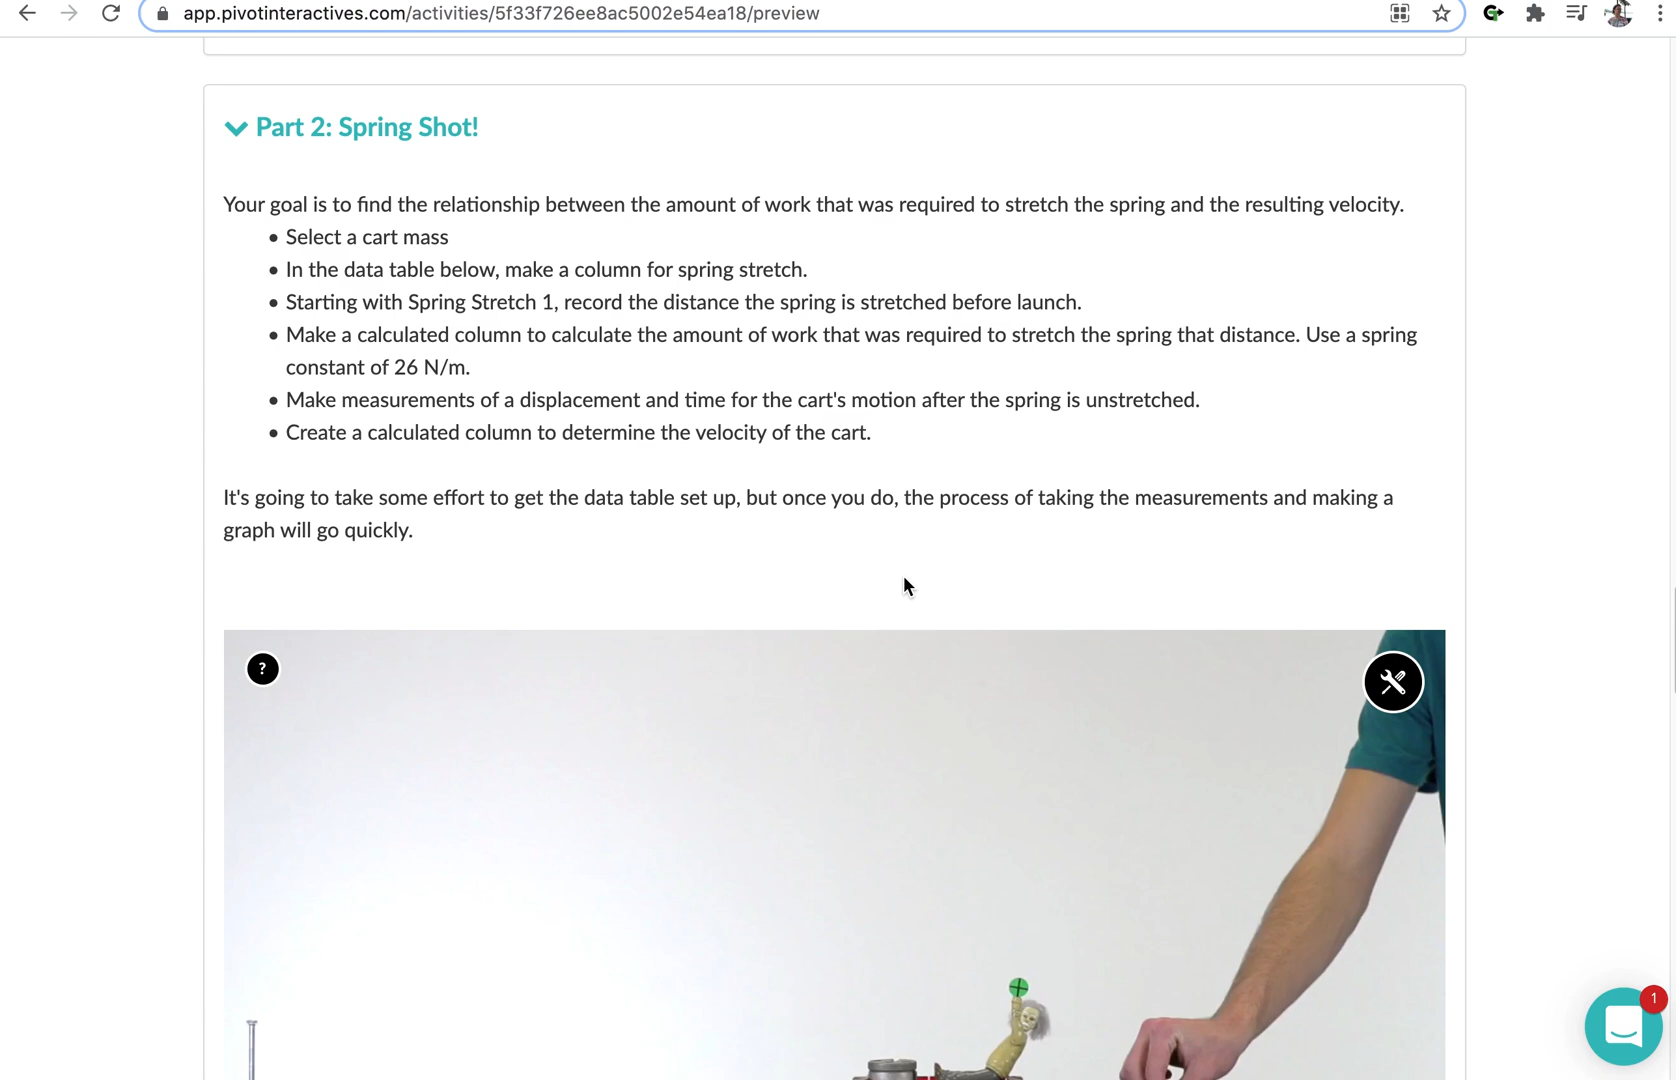 app.pivotinteractives.com/activities/5f33f726ee8ac5002e54ea18/preview
Part 2: Spring Shot!
Your goal is to find the relationship between the amount of work that was required to stretch the spring and the resulting velocity.
• Select a cart mass
• In the data table below, make a column for spring stretch.
• Starting with Spring Stretch 1, record the distance the spring is stretched before launch.
• Make a calculated column to calculate the amount of work that was required to stretch the spring that distance. Use a spring
constant of 26 N/m.
• Make measurements of a displacement and time for the cart's motion after the spring is unstretched.
• Create a calculated column to determine the velocity of the cart.
It's going to take some effort to get the data table set up, but once you do, the process of taking the measurements and making a
graph will go quickly.
?
1